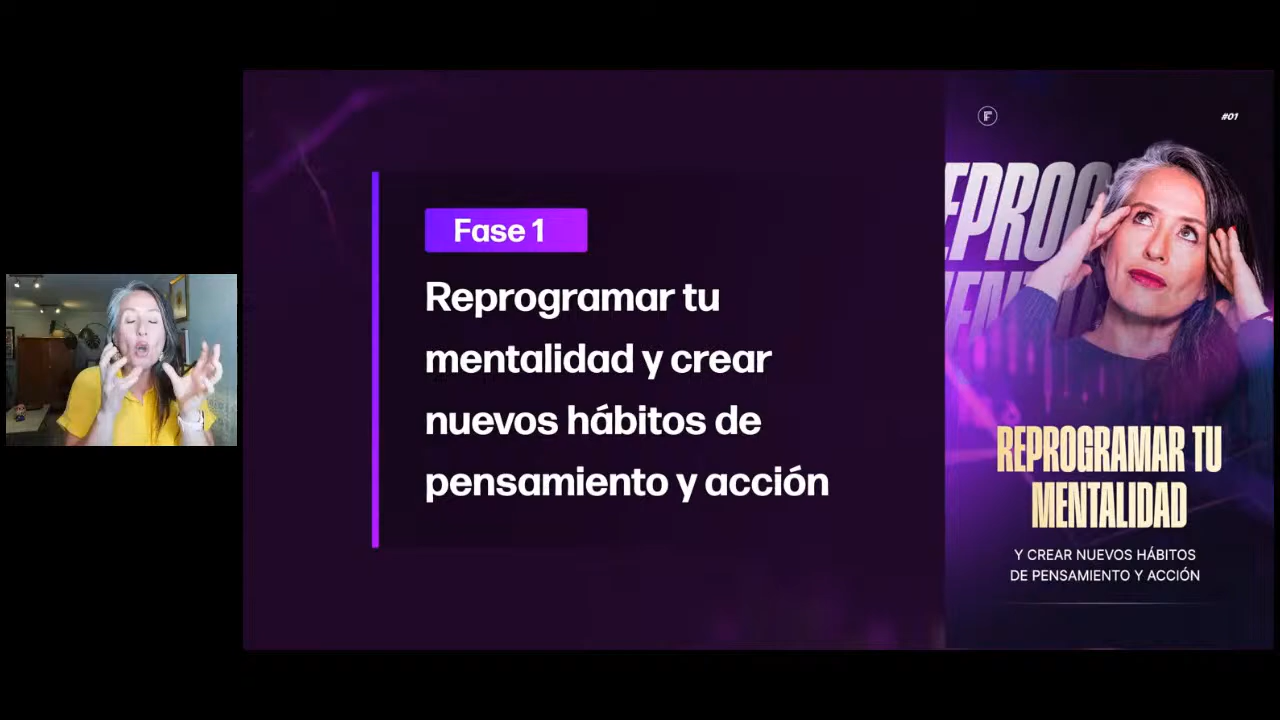 Fase 1
Reprogramar tu
mentalidad y crear
nuevos hábitos de
pensamiento y acción
F
#01
EPROG
REPROGRAMAR TU
MENTALIDAD
Y CREAR NUEVOS HÁBITOS
DE PENSAMIENTO Y ACCIÓN